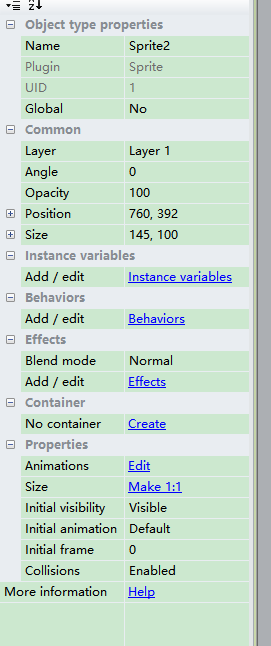 Object type properties
Name Sprite2
Plugin Sprite
UID 1
Global No
Common
Layer Layer 1
Angle 0
Opacity 100
Position 760, 392
Size 145, 100
Instance variables
Add / edit Instance variables
Behaviors
Add / edit Behaviors
Effects
Blend mode Normal
Add / edit Effects
Container
No container Create
Properties
Animations Edit
Size Make 1:1
Initial visibility Visible
Initial animation Default
Initial frame 0
Collisions Enabled
More information Help